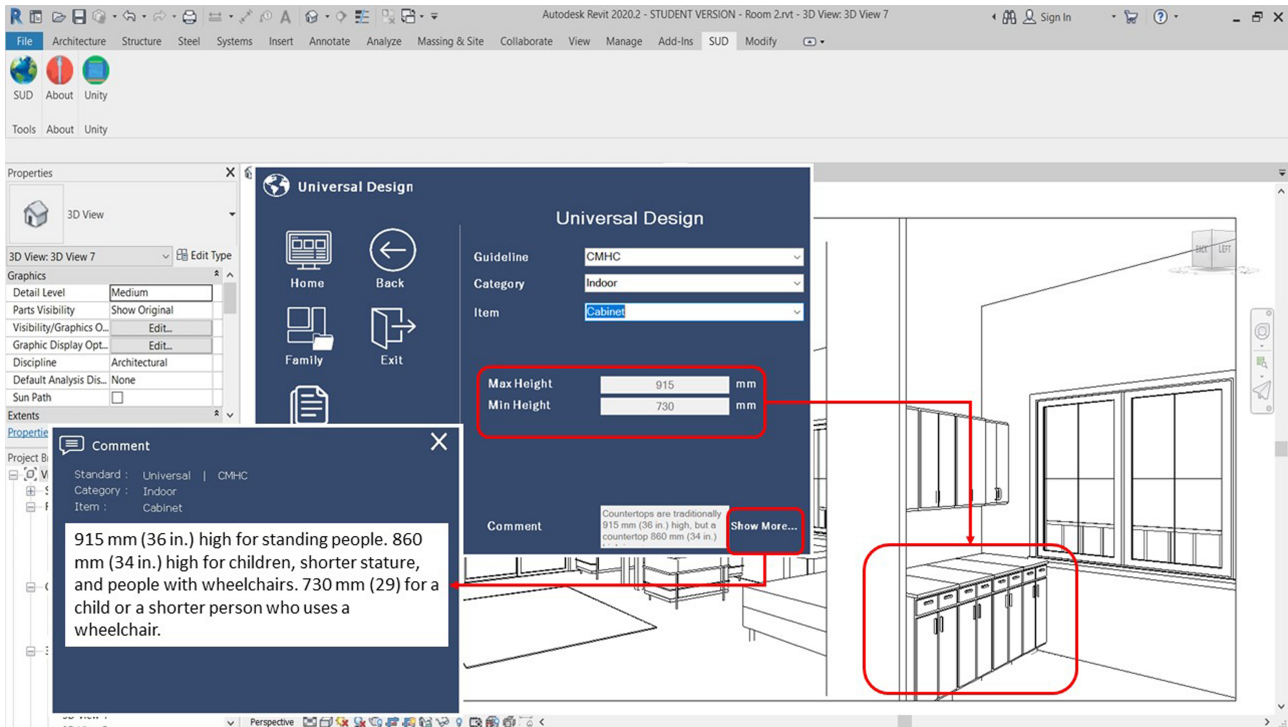 Autodesk Revit 2020.2 - STUDENT VERSION - Room 2.rvt - 3D View: 3D View 7
Sign In
File Architecture Structure Steel Systems Insert Annotate Analyze Massing & Site Collaborate View Manage Add-Ins SUD Modify
SUD About Unity
Tools About Unity
Properties
3D View
3D View: 3D View 7 Edit Type
Graphics
Detail Level Medium
Parts Visibility Show Original
Visibility/Graphics O... Edit...
Graphic Display Opt... Edit...
Discipline Architectural
Default Analysis Dis... None
Sun Path
Extents
Propertie
Project B
Universal Design
Home Back
Family Exit
Universal Design
Guideline CMHC
Category Indoor
Item Cabinet
Max Height 915 mm
Min Height 730 mm
Comment
Countertops are traditionally
915 mm (36 in.) high, but a
countertop 860 mm (34 in.)
Show More...
Comment
Standard : Universal | CMHC
Category : Indoor
Item : Cabinet
915 mm (36 in.) high for standing people. 860
mm (34 in.) high for children, shorter stature,
and people with wheelchairs. 730 mm (29) for a
child or a shorter person who uses a
wheelchair.
BACK LEFT
Perspective